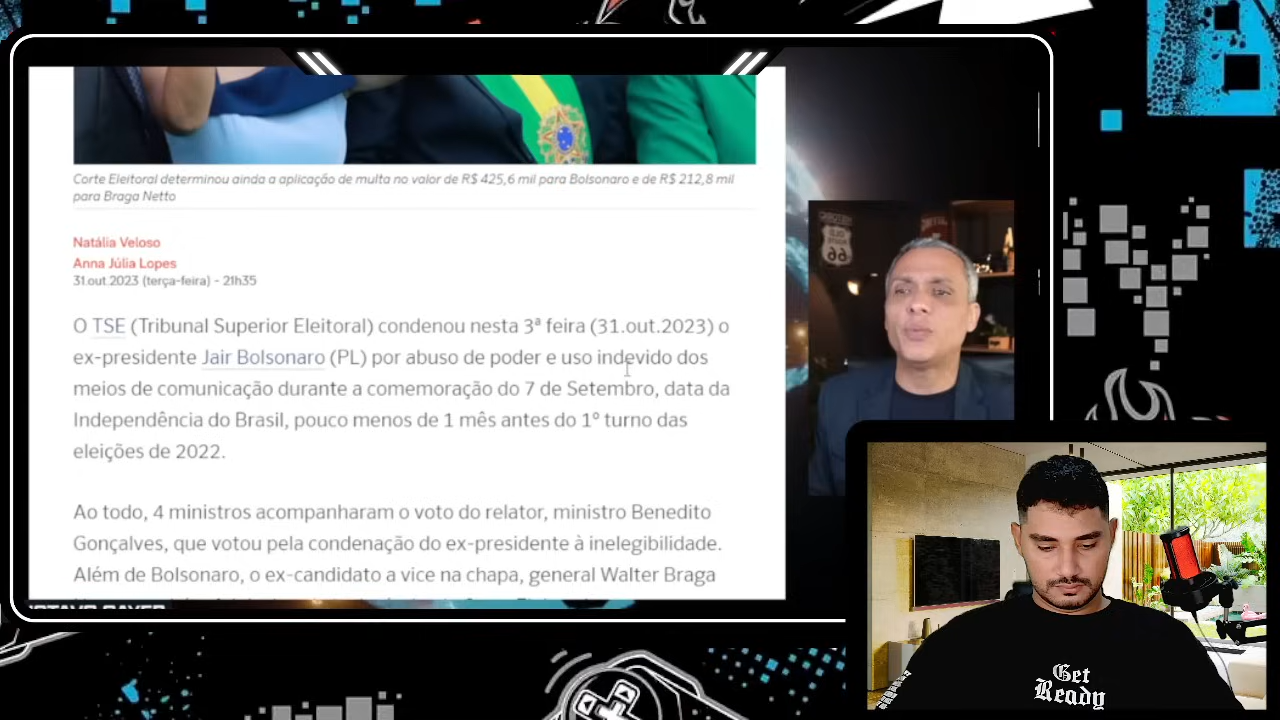 Corte Eleitoral determinou ainda a aplicação de multa no valor de R$ 425,6 mil para Bolsonaro e de R$ 212,8 mil
para Braga Netto
Natália Veloso
Anna Júlia Lopes
31.out.2023 (terça-feira) - 21h35
O TSE (Tribunal Superior Eleitoral) condenou nesta 3ª feira (31.out.2023) o
ex-presidente Jair Bolsonaro (PL) por abuso de poder e uso indevido dos
meios de comunicação durante a comemoração do 7 de Setembro, data da
Independência do Brasil, pouco menos de 1 mês antes do 1º turno das
eleições de 2022.
Ao todo, 4 ministros acompanharam o voto do relator, ministro Benedito
Gonçalves, que votou pela condenação do ex-presidente à inelegibilidade.
Além de Bolsonaro, o ex-candidato a vice na chapa, general Walter Braga
66
Get
Ready